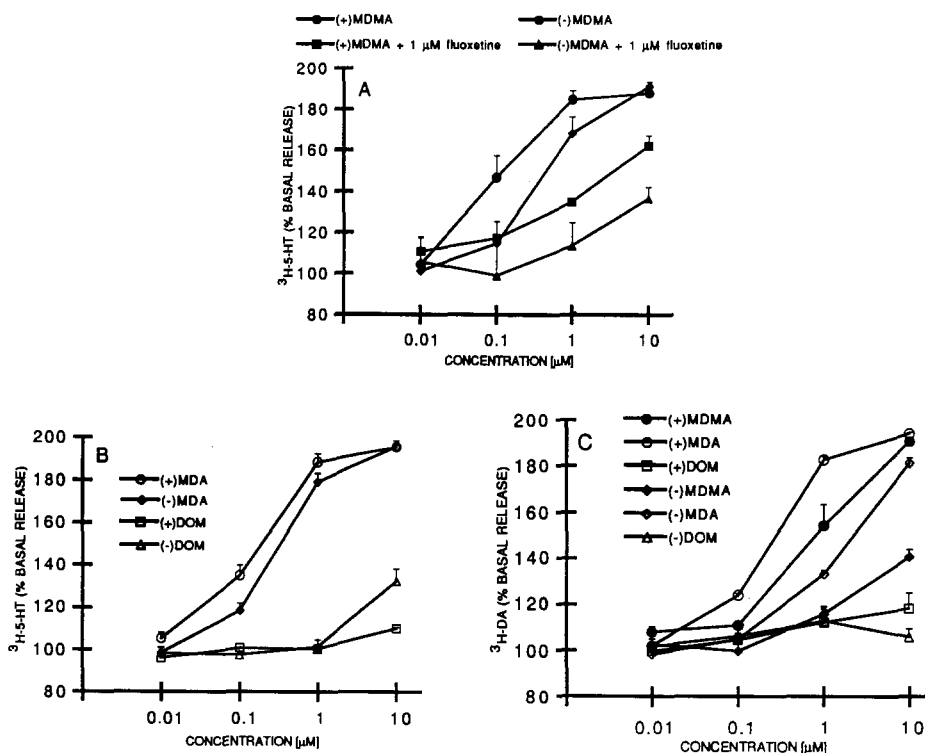 (+)MDMA
(-)MDMA
(+)MDMA + 1 μM fluoxetine
(-)MDMA + 1 μM fluoxetine
A
³H-5-HT (% BASAL RELEASE)
200
180
160
140
120
100
80
0.01
0.1
1
10
CONCENTRATION [μM]
B
(+)MDA
(-)MDA
(+)DOM
(-)DOM
³H-5-HT (% BASAL RELEASE)
200
180
160
140
120
100
80
0.01
0.1
1
10
CONCENTRATION [μM]
C
(+)MDMA
(+)MDA
(+)DOM
(-)MDMA
(-)MDA
(-)DOM
³H-DA (% BASAL RELEASE)
200
180
160
140
120
100
80
0.01
0.1
1
10
CONCENTRATION [μM]